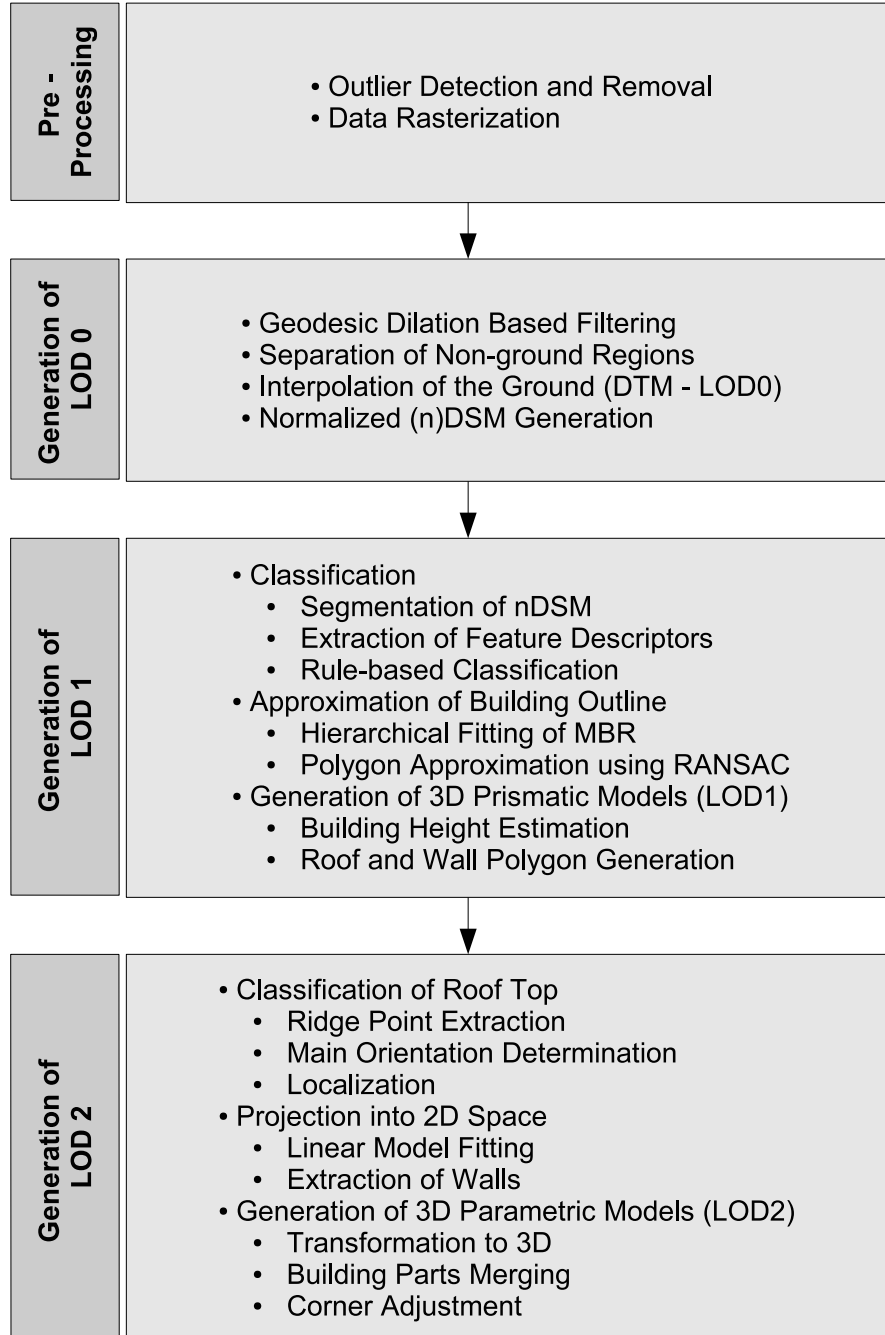 Pre -
Processing
• Outlier Detection and Removal
• Data Rasterization
Generation of
LOD 0
• Geodesic Dilation Based Filtering
• Separation of Non-ground Regions
• Interpolation of the Ground (DTM - LOD0)
• Normalized (n)DSM Generation
Generation of
LOD 1
• Classification
• Segmentation of nDSM
• Extraction of Feature Descriptors
• Rule-based Classification
• Approximation of Building Outline
• Hierarchical Fitting of MBR
• Polygon Approximation using RANSAC
• Generation of 3D Prismatic Models (LOD1)
• Building Height Estimation
• Roof and Wall Polygon Generation
Generation of
LOD 2
• Classification of Roof Top
• Ridge Point Extraction
• Main Orientation Determination
• Localization
• Projection into 2D Space
• Linear Model Fitting
• Extraction of Walls
• Generation of 3D Parametric Models (LOD2)
• Transformation to 3D
• Building Parts Merging
• Corner Adjustment